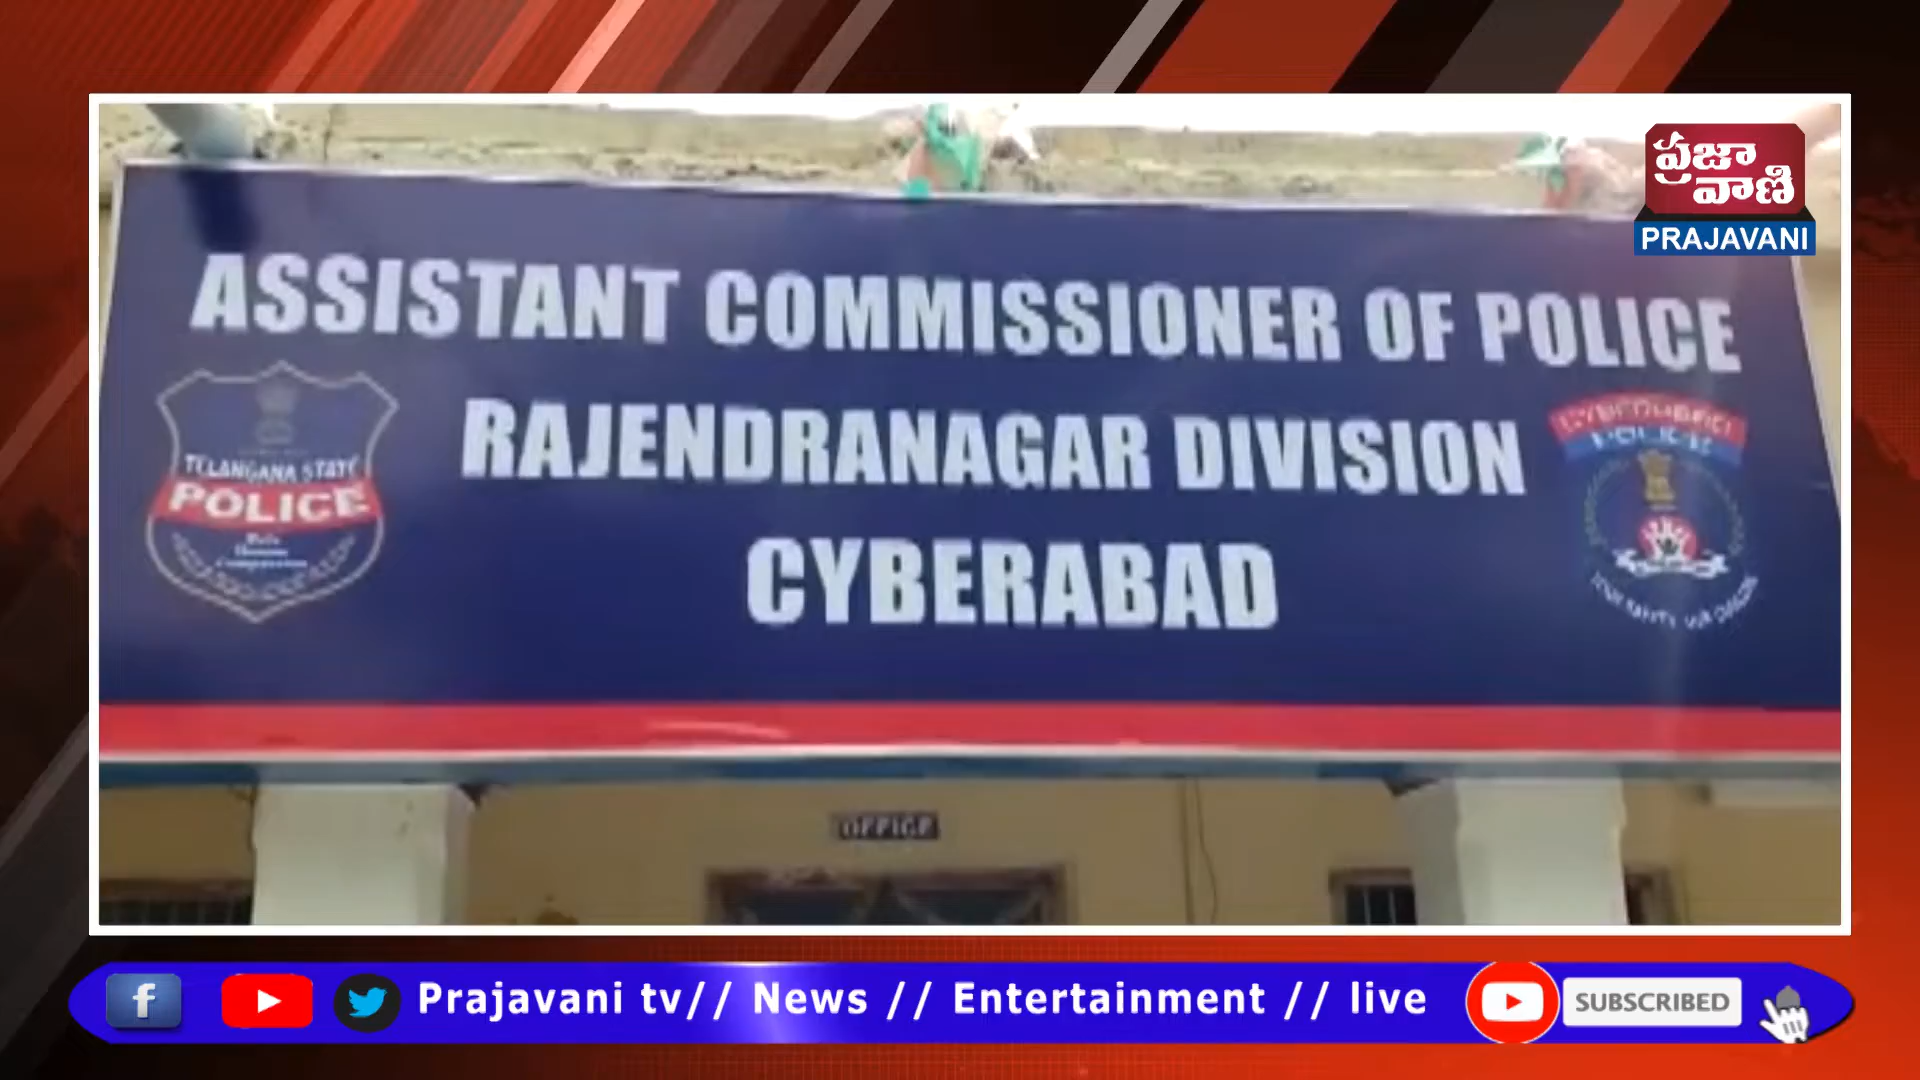 ప్రజా
వాణి
PRAJAVANI
ASSISTANT COMMISSIONER OF POLICE
RAJENDRANAGAR DIVISION
CYBERABAD
TELANGANA STATE
POLICE
OFFICE
Prajavani tv// News // Entertainment // live
SUBSCRIBED